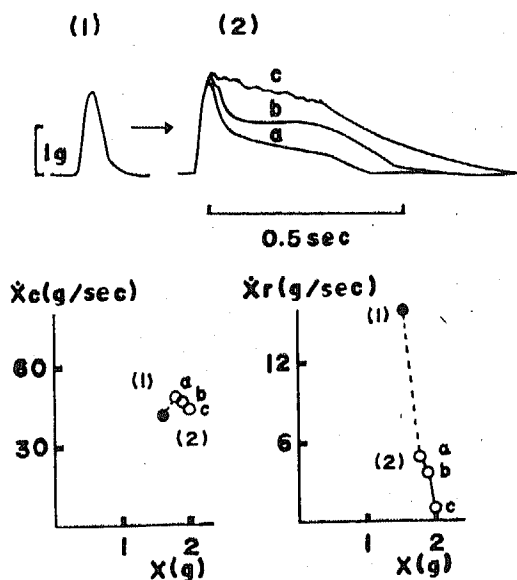 (1) (2)
c
b
a
1g
0.5 sec
Ẋc(g/sec) Ẋr(g/sec)
(1)
12
60
(1) a
b
c
6
a
(2) b
30 (2)
c
1 2 1 2
X(g) X(g)